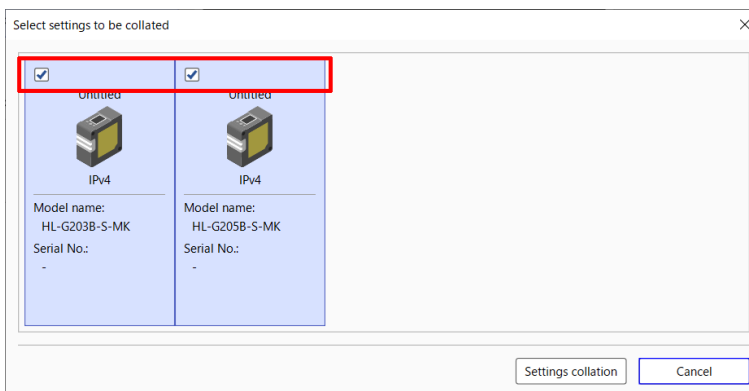 Select settings to be collated
Untitled
IPv4
Model name:
HL-G203B-S-MK
Serial No.:
-
Untitled
IPv4
Model name:
HL-G205B-S-MK
Serial No.:
-
Settings collation
Cancel